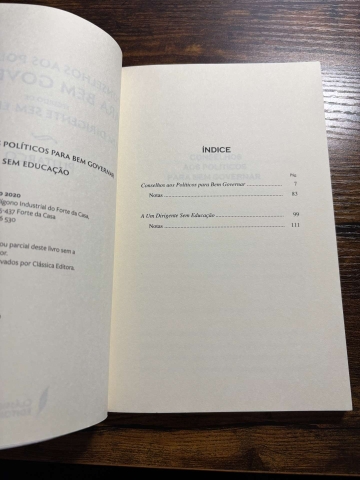 POLÍTICOS PARA BEM GOVERNAR
SEM EDUCAÇÃO
2020
Industrial do Forte da Casa,
-437 Forte da Casa
530
ou parcial deste livro sem a
vados por Clássica Editora.
ÍNDICE
Pág.
Conselhos aos Políticos para Bem Governar 7
Notas 83
A Um Dirigente Sem Educação 99
Notas 111